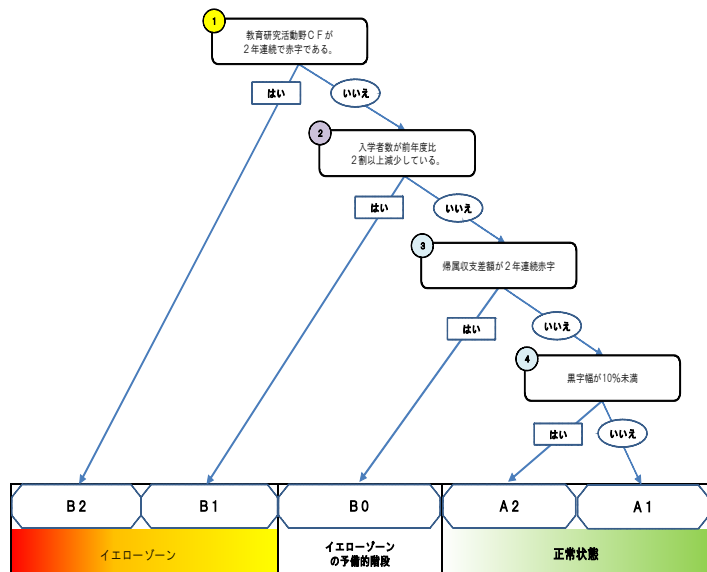 1
教育研究活動野CFが
2年連続で赤字である。
はい
いいえ
2
入学者数が前年度比
2割以上減少している。
はい
いいえ
3
帰属収支差額が2年連続赤字
はい
いいえ
4
黒字幅が10%未満
はい
いいえ
B2
B1
B0
A2
A1
イエローゾーン
イエローゾーン
の予備的階段
正常状態